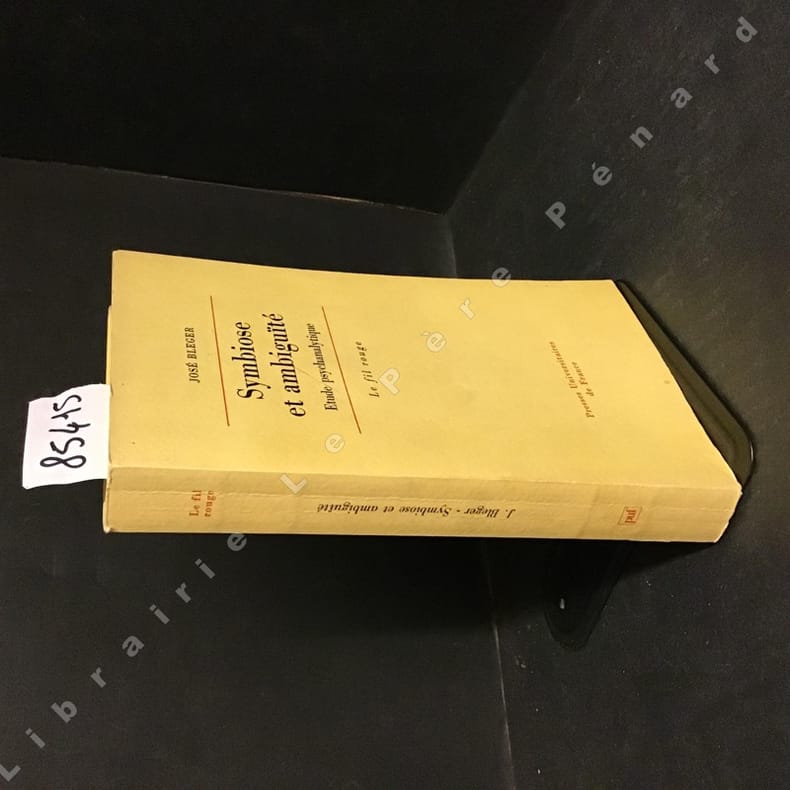 JOSÉ BLEGER
Symbiose
et ambiguïté
Etude psychanalytique
Le fil rouge
Presses Universitaires
de France
Le fil
rouge
J. Bleger - Symbiose et ambiguïté
puf
85415
Librairie Le Père Pénard